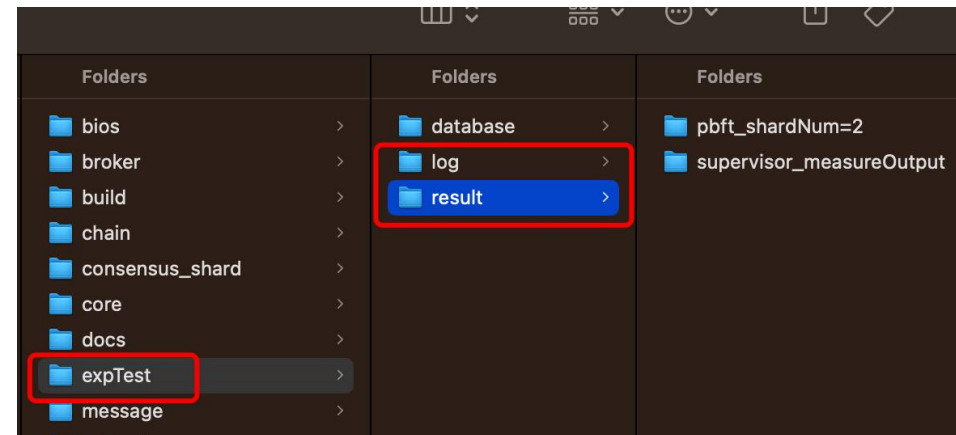 Folders
bios
broker
build
chain
consensus_shard
core
docs
expTest
message
Folders
database
log
result
Folders
pbft_shardNum=2
supervisor_measureOutput